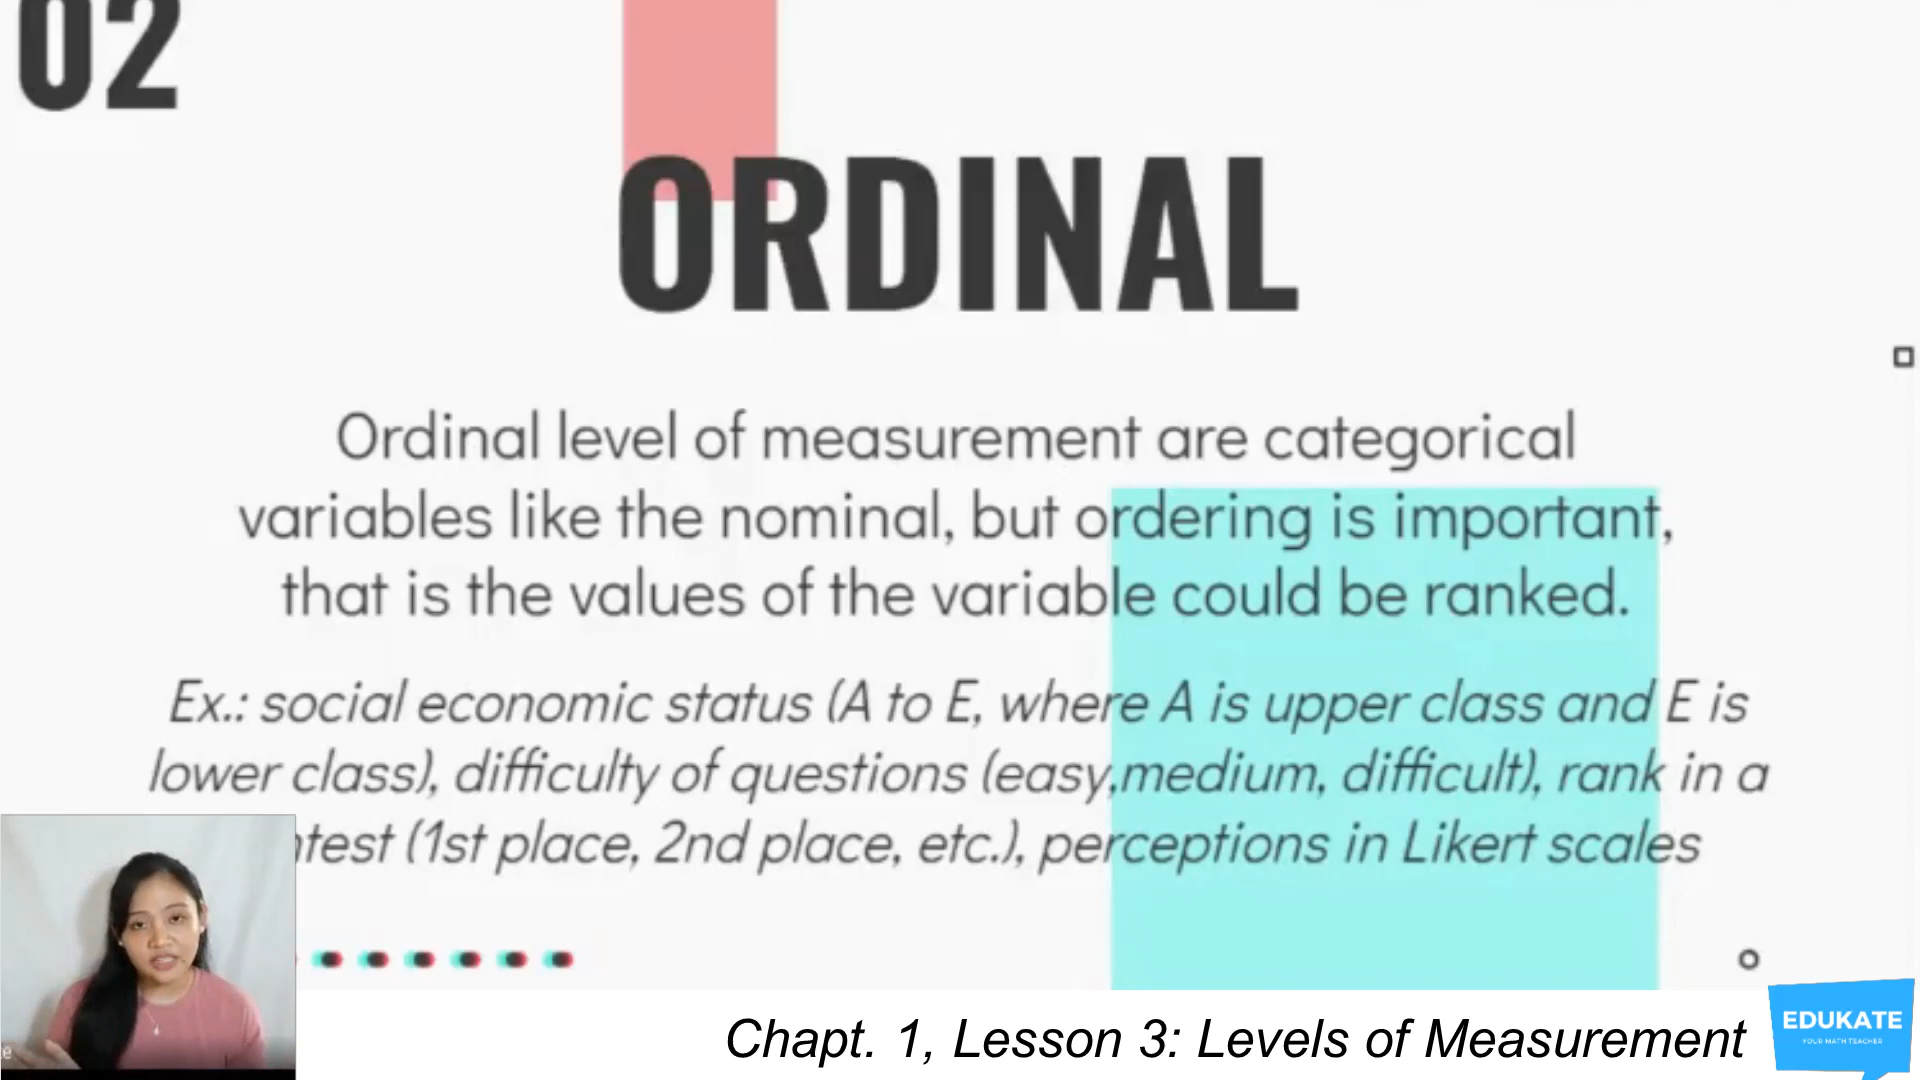 02
ORDINAL
Ordinal level of measurement are categorical
variables like the nominal, but ordering is important,
that is the values of the variable could be ranked.
Ex.: social economic status (A to E, where A is upper class and E is
lower class), difficulty of questions (easy,medium, difficult), rank in a
(1st place, 2nd place, etc.), perceptions in Likert scales
Chapt. 1, Lesson 3: Levels of Measurement
EDUKATE
YOUR MATH TEACHER